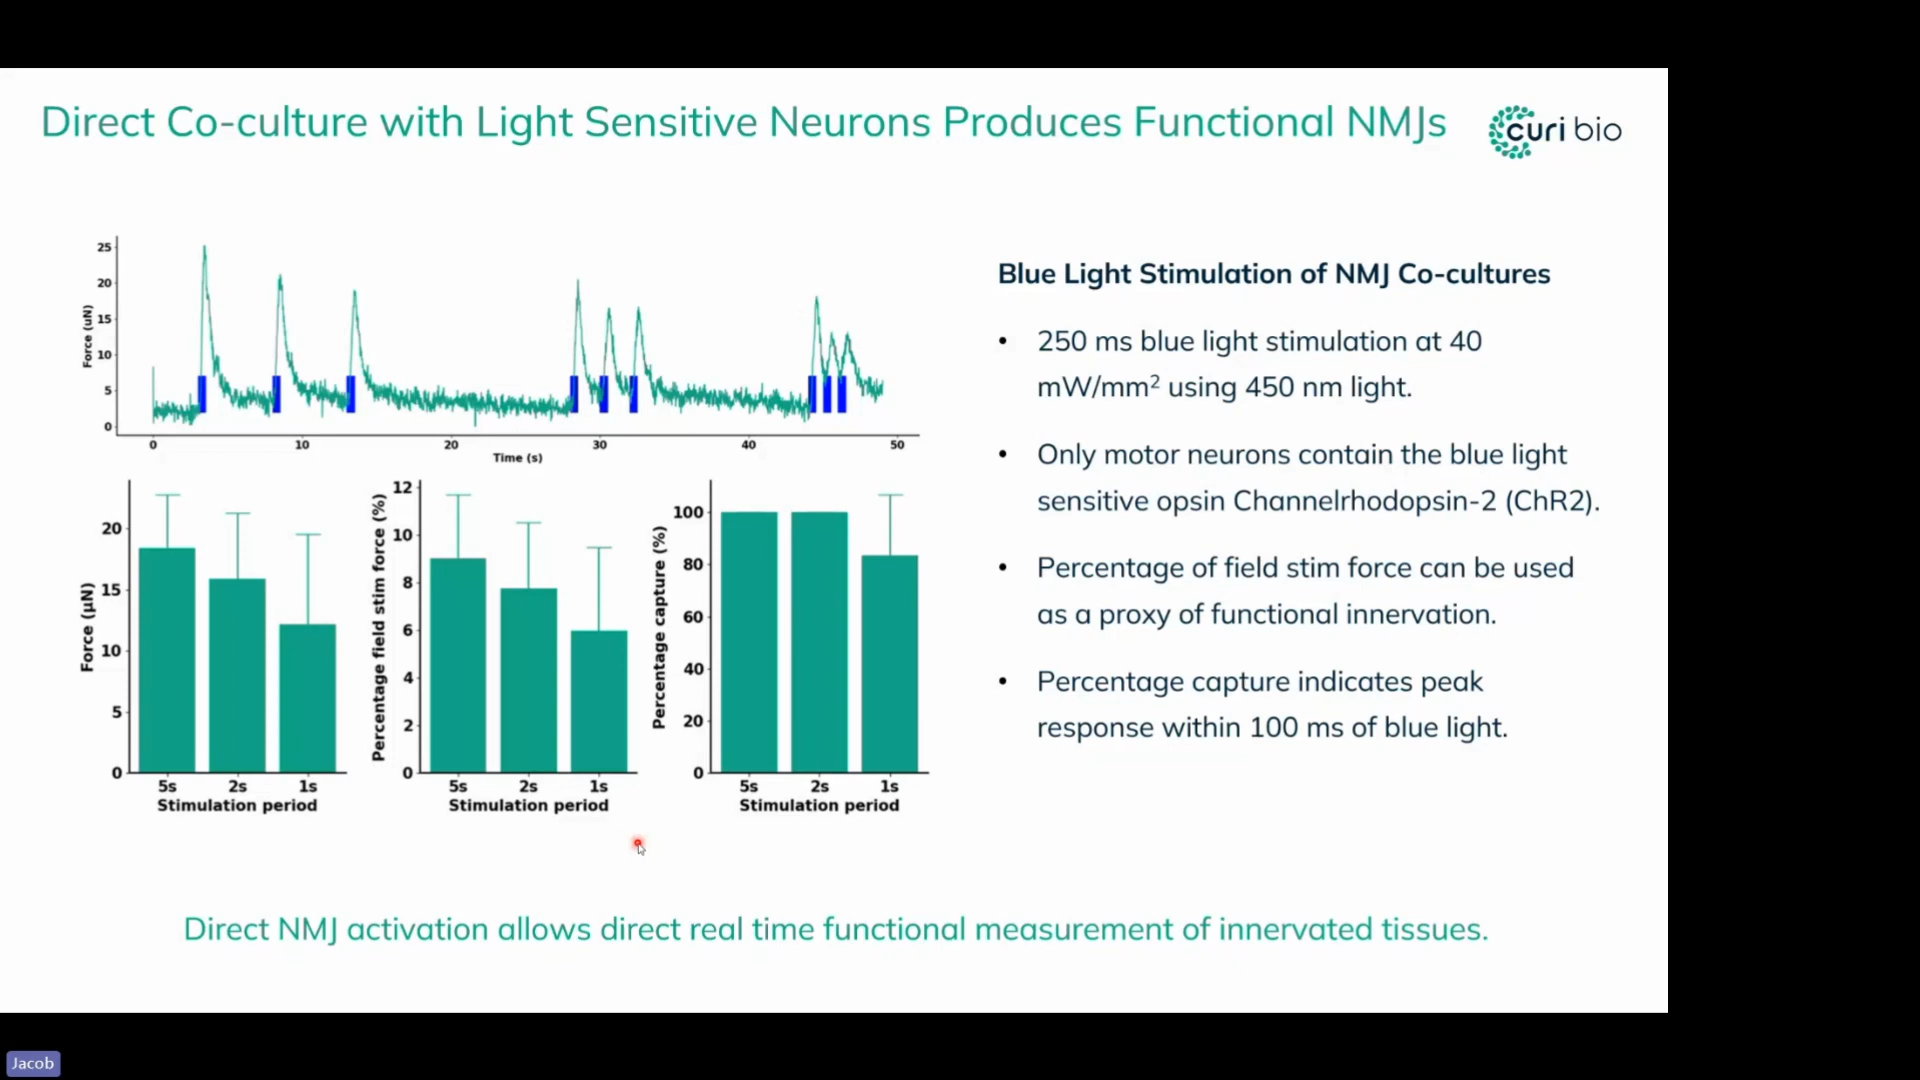 Direct Co-culture with Light Sensitive Neurons Produces Functional NMJs
curi bio
25
20
15
10
5
0
Force (uN)
0 10 20 30 40 50
Time (s)
20
15
10
5
0
Force (μN)
5s 2s 1s
Stimulation period
12
10
8
6
4
2
0
Percentage field stim force (%)
5s 2s 1s
Stimulation period
100
80
60
40
20
0
Percentage capture (%)
5s 2s 1s
Stimulation period
Blue Light Stimulation of NMJ Co-cultures
• 250 ms blue light stimulation at 40
mW/mm² using 450 nm light.
• Only motor neurons contain the blue light
sensitive opsin Channelrhodopsin-2 (ChR2).
• Percentage of field stim force can be used
as a proxy of functional innervation.
• Percentage capture indicates peak
response within 100 ms of blue light.
Direct NMJ activation allows direct real time functional measurement of innervated tissues.
Jacob